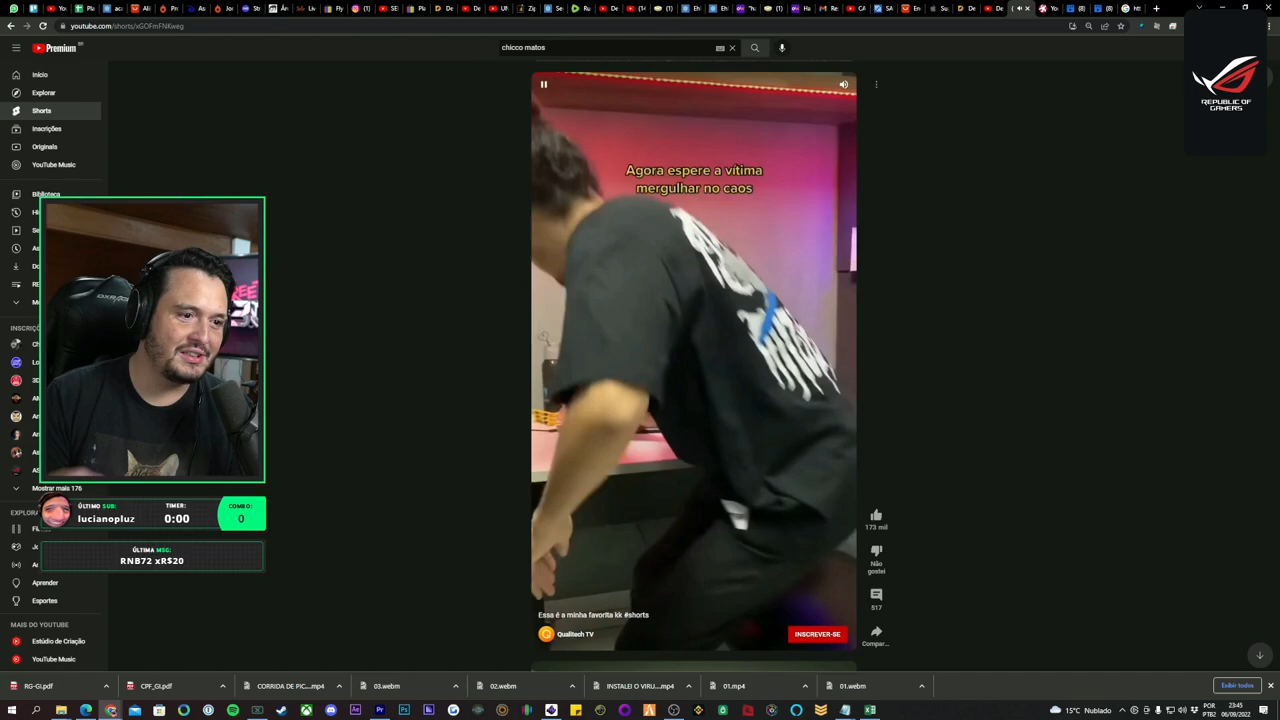 youtube.com/shorts/xGOFmFNKweg
Premium
BR
chicco matos
REPUBLIC OF
GAMERS
Início
Explorar
Shorts
Inscrições
Originals
YouTube Music
Biblioteca
Agora espere a vítima
mergulhar no caos
DXRACER
Mostrar mais 176
ÚLTIMO SUB:
lucianopluz
TIMER:
0:00
COMBO:
0
ÚLTIMA MSG:
RNB72 xR$20
Aprender
Esportes
MAIS DO YOUTUBE
Estúdio de Criação
YouTube Music
173 mil
Não
gostei
517
Compar...
Essa é a minha favorita kk #shorts
Qualitech TV
INSCREVER-SE
RG-GI.pdf
CPF_GI.pdf
CORRIDA DE PIC....mp4
03.webm
02.webm
INSTALEI O VIRU....mp4
01.mp4
01.webm
Exibir todos
15°C Nublado
POR
PTB2
23:45
06/09/2022